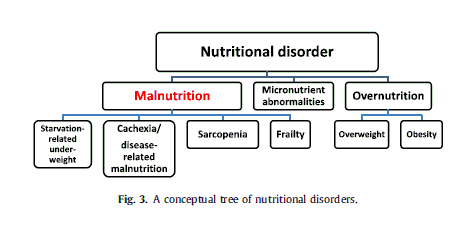 Nutritional disorder
Malnutrition
Micronutrient
abnormalities
Overnutrition
Starvation-
related
under-
weight
Cachexia/
disease-
related
malnutrition
Sarcopenia
Frailty
Overweight
Obesity
Fig. 3. A conceptual tree of nutritional disorders.